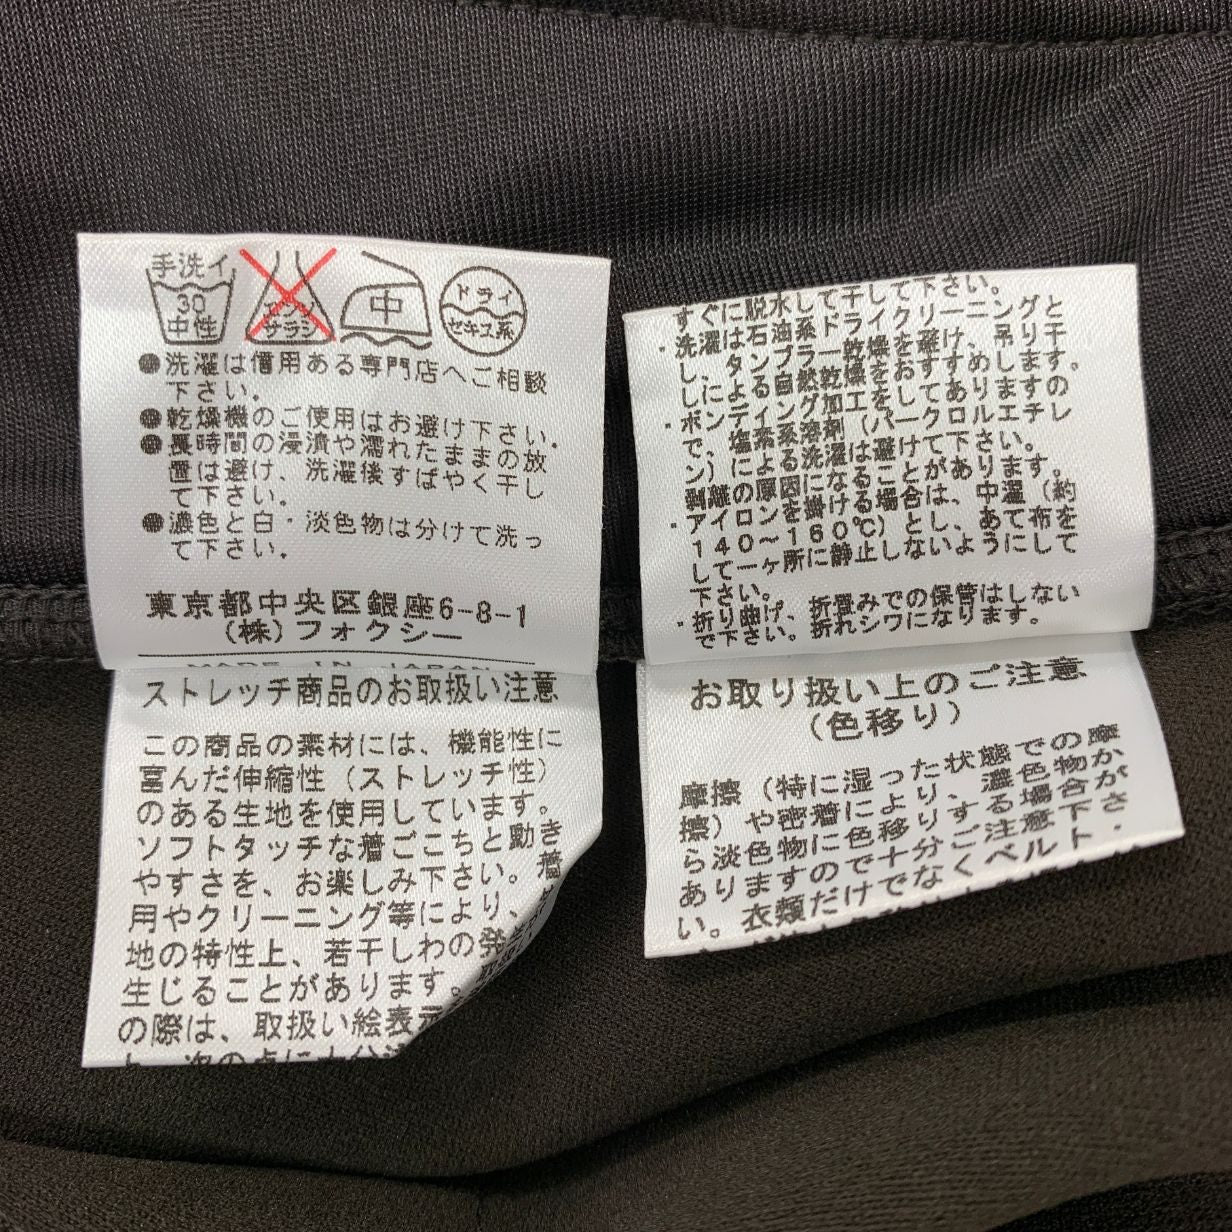 手洗イ
30
中性
エンソ
サラシ
中
ドライ
セキユ系
●洗濯は信用ある専門店へご相談
下さい。
●乾燥機のご使用はお避け下さい。
●長時間の浸漬や濡れたままの放
置は避け、洗濯後すばやく干し
て下さい。
●濃色と白・淡色物は分けて洗っ
て下さい。
東京都中央区銀座6-8-1
(株)フォクシー
MADE IN JAPAN
ストレッチ商品のお取扱い注意
この商品の素材には、機能性に
富んだ伸縮性(ストレッチ性)
のある生地を使用しています。
ソフトタッチな着ごこちと動き
やすさを、お楽しみ下さい。着
用やクリーニング等により、
地の特性上、若干しわの発
生じることがあります。取
の際は、取扱い絵表示
すぐに脱水して干して下さい。
・洗濯は石油系ドライクリーニングと
し、タンブラー乾燥を避け、吊り干
しによる自然乾燥をおすすめします。
・ボンディング加工をしてありますの
で、塩素系溶剤(パークロルエチレ
ン)による洗濯は避けて下さい。
剥離の原因になることがあります。
・アイロンを掛ける場合は、中温(約
140~160℃)とし、あて布を
して一ヶ所に静止しないようにして
下さい。
・折り曲げ、折畳みでの保管はしない
で下さい。折れシワになります。
お取り扱い上のご注意
(色移り)
摩擦(特に湿った状態での摩
擦)や密着により、濃色物か
ら淡色物に色移りする場合が
ありますので十分ご注意下さ
い。衣類だけでなくベルト・